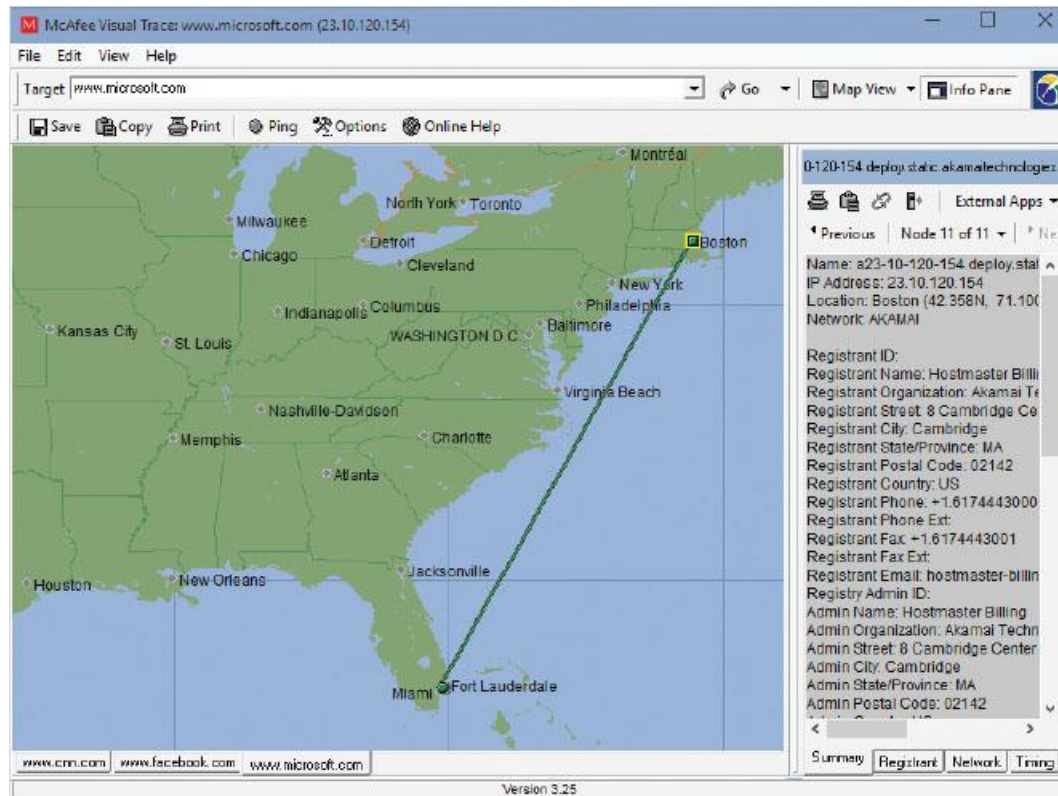 McAfee Visual Trace: www.microsoft.com (23.10.120.154)
File Edit View Help
Target www.microsoft.com Go Map View Info Pane
Save Copy Print Ping Options Online Help
Montréal
North York Toronto
Milwaukee
Detroit
Boston
Chicago
Cleveland
New York
Indianapolis Columbus
Philadelphia
Kansas City
St. Louis
Baltimore
WASHINGTON D.C.
Virginia Beach
Nashville-Davidson
Memphis
Charlotte
Atlanta
Jacksonville
Houston
New Orleans
Miami Fort Lauderdale
www.cnn.com www.facebook.com www.microsoft.com
0-120-154.deploy.static.akamaitechnologies
External Apps
Previous Node 11 of 11 Ne
Name: a23-10-120-154.deploy.stat
IP Address: 23.10.120.154
Location: Boston (42.358N, 71.100
Network: AKAMAI
Registrant ID:
Registrant Name: Hostmaster Billi
Registrant Organization: Akamai Te
Registrant Street: 8 Cambridge Ce
Registrant City: Cambridge
Registrant State/Province: MA
Registrant Postal Code: 02142
Registrant Country: US
Registrant Phone: +1.6174443000
Registrant Phone Ext:
Registrant Fax: +1.6174443001
Registrant Fax Ext:
Registrant Email: hostmaster-billin
Registry Admin ID:
Admin Name: Hostmaster Billing
Admin Organization: Akamai Techn
Admin Street: 8 Cambridge Center
Admin City: Cambridge
Admin State/Province: MA
Admin Postal Code: 02142
Summary Registrant Network Timing
Version 3.25